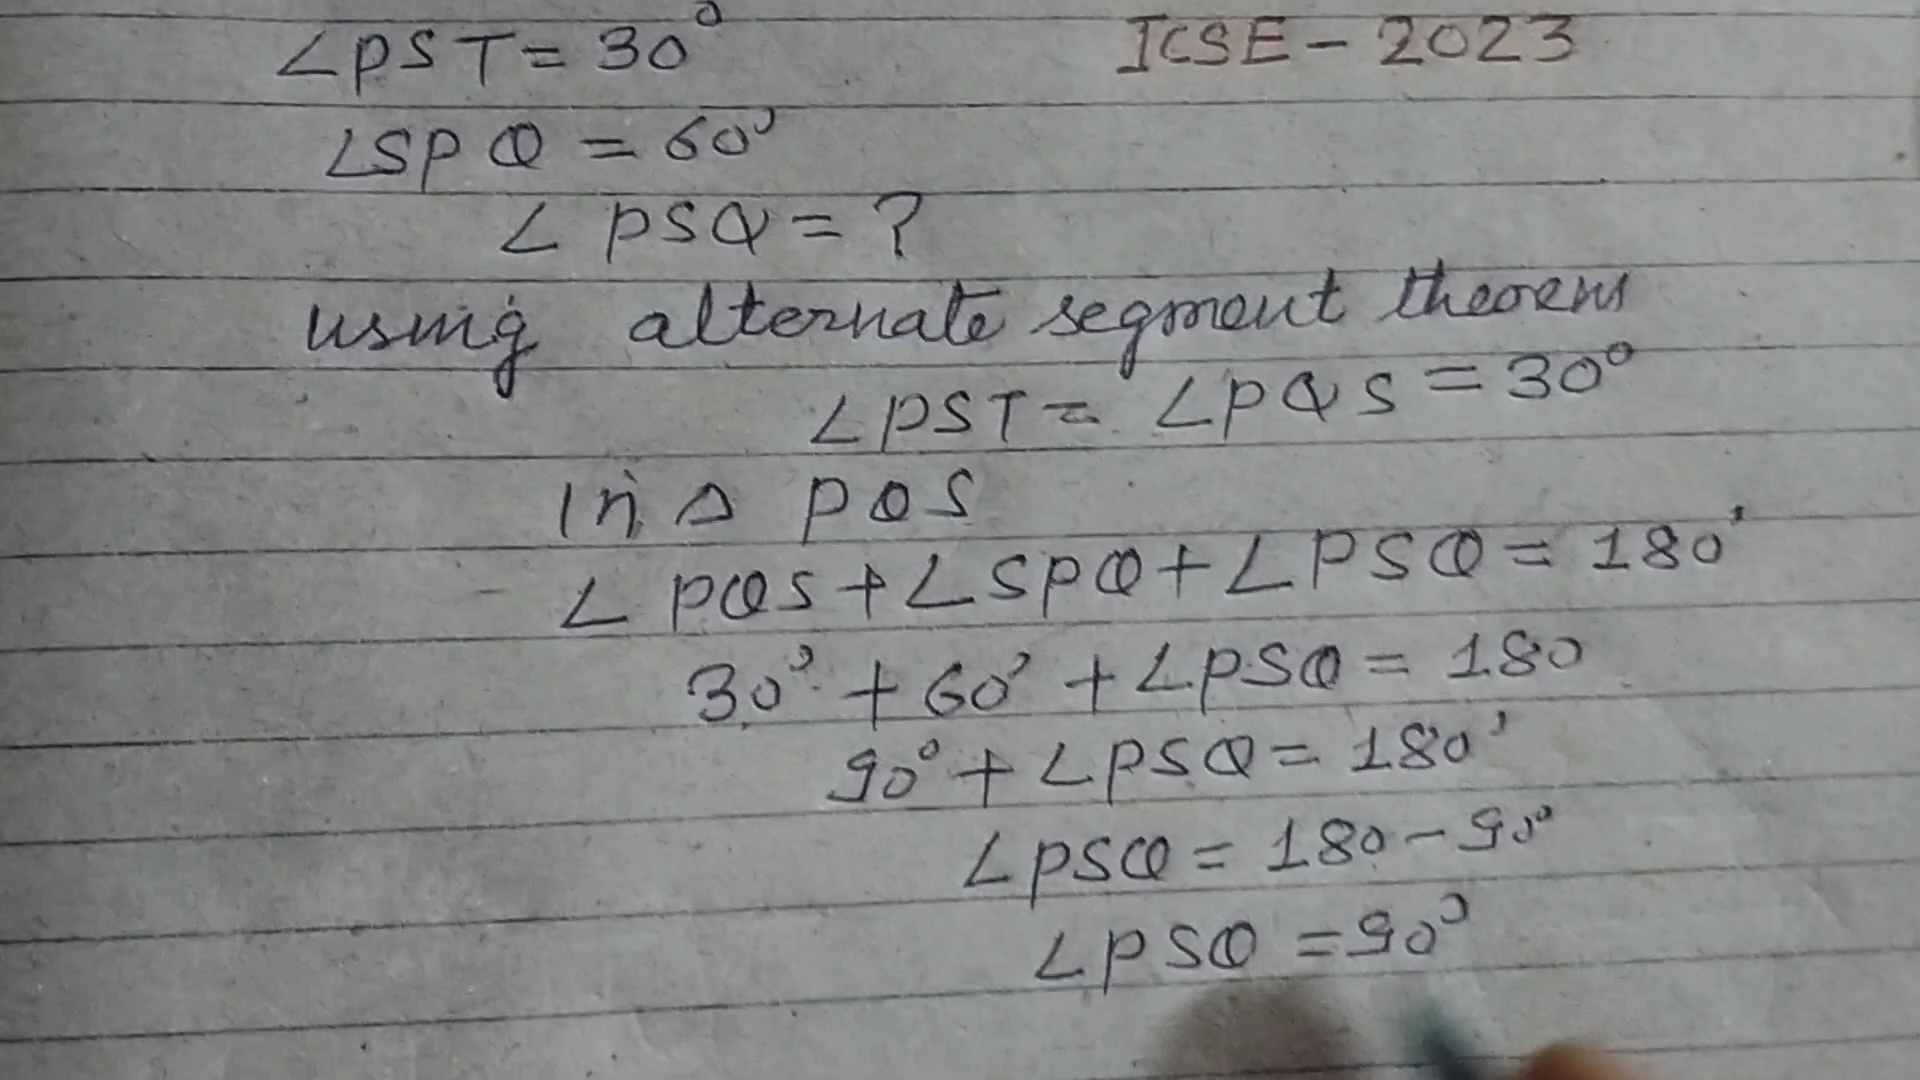 ∠PST = 30°
ICSE - 2023
∠SPQ = 60°
∠PSQ = ?
using alternate segment theorem
∠PST = ∠PQS = 30°
In △ PQS
∠PQS + ∠SPQ + ∠PSQ = 180°
30° + 60° + ∠PSQ = 180
90° + ∠PSQ = 180°
∠PSQ = 180 - 90°
∠PSQ = 90°